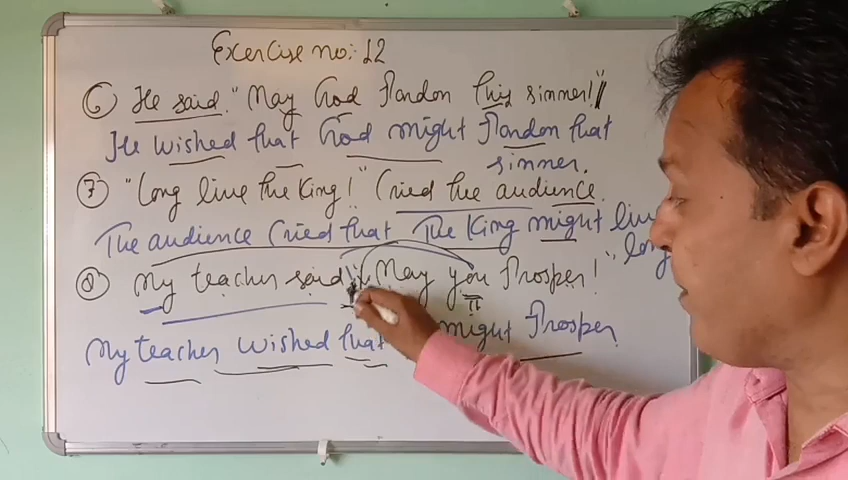 Exercise no: 12
⑥ He said. "May God Pardon this sinner!"
He wished that God might Pardon that
sinner.
⑦ "Long live the King!" Cried the audience.
The audience Cried that The King might live
long
⑧ My teacher said "May you Prosper!"
My teacher wished that might Prosper